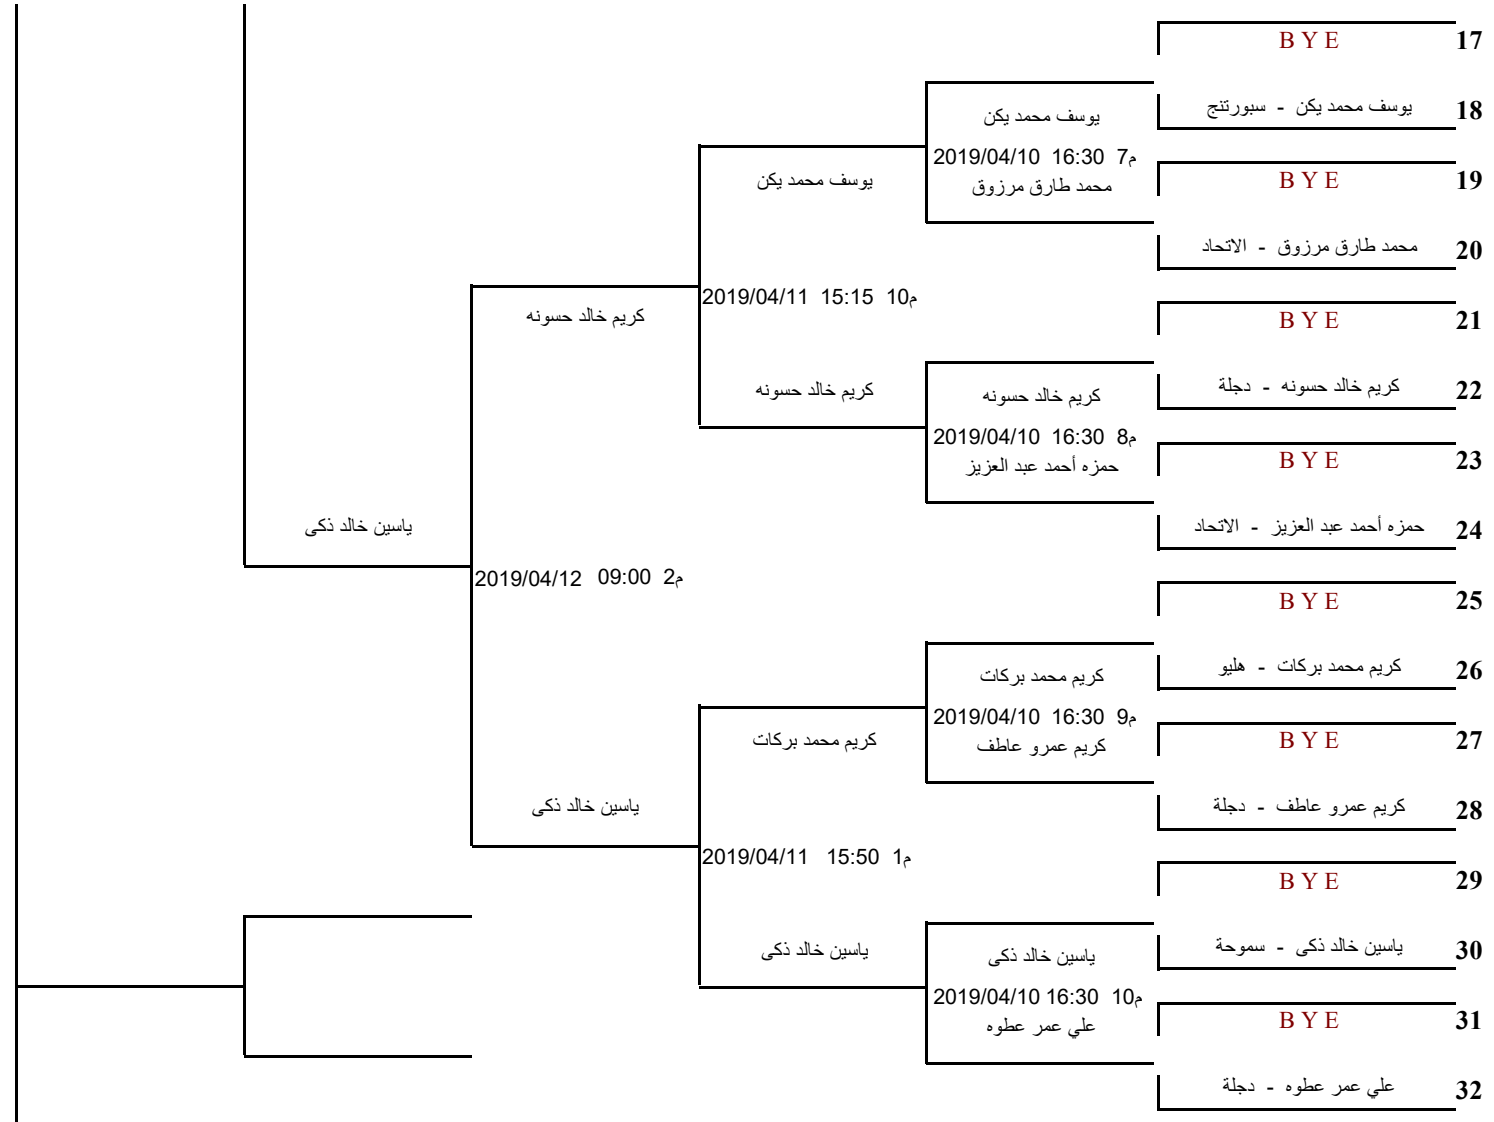 17 B Y E
18 يوسف محمد يكن - سبورتنج
يوسف محمد يكن
م7 16:30 2019/04/10
19 B Y E
يوسف محمد يكن
محمد طارق مرزوق
20 محمد طارق مرزوق - الاتحاد
م10 15:15 2019/04/11
كريم خالد حسونه
21 B Y E
22 كريم خالد حسونه - دجلة
كريم خالد حسونه
كريم خالد حسونه
م8 16:30 2019/04/10
23 B Y E
حمزه أحمد عبد العزيز
24 حمزه أحمد عبد العزيز - الاتحاد
ياسين خالد ذكى
م2 09:00 2019/04/12
25 B Y E
26 كريم محمد بركات - هليو
كريم محمد بركات
م9 16:30 2019/04/10
27 B Y E
كريم محمد بركات
كريم عمرو عاطف
28 كريم عمرو عاطف - دجلة
ياسين خالد ذكى
م1 15:50 2019/04/11
29 B Y E
30 ياسين خالد ذكى - سموحة
ياسين خالد ذكى
ياسين خالد ذكى
م10 16:30 2019/04/10
31 B Y E
علي عمر عطوه
32 علي عمر عطوه - دجلة